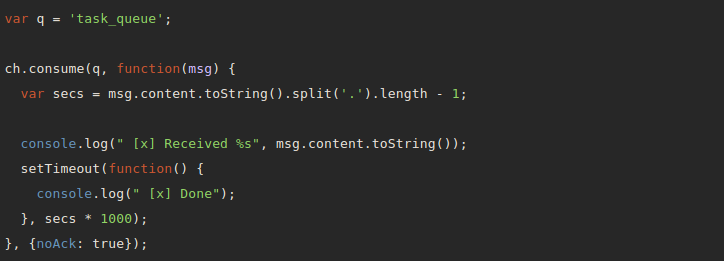 var q = 'task_queue';
ch.consume(q, function(msg) {
var secs = msg.content.toString().split('.').length - 1;
console.log(" [x] Received %s", msg.content.toString());
setTimeout(function() {
console.log(" [x] Done");
}, secs * 1000);
}, {noAck: true});